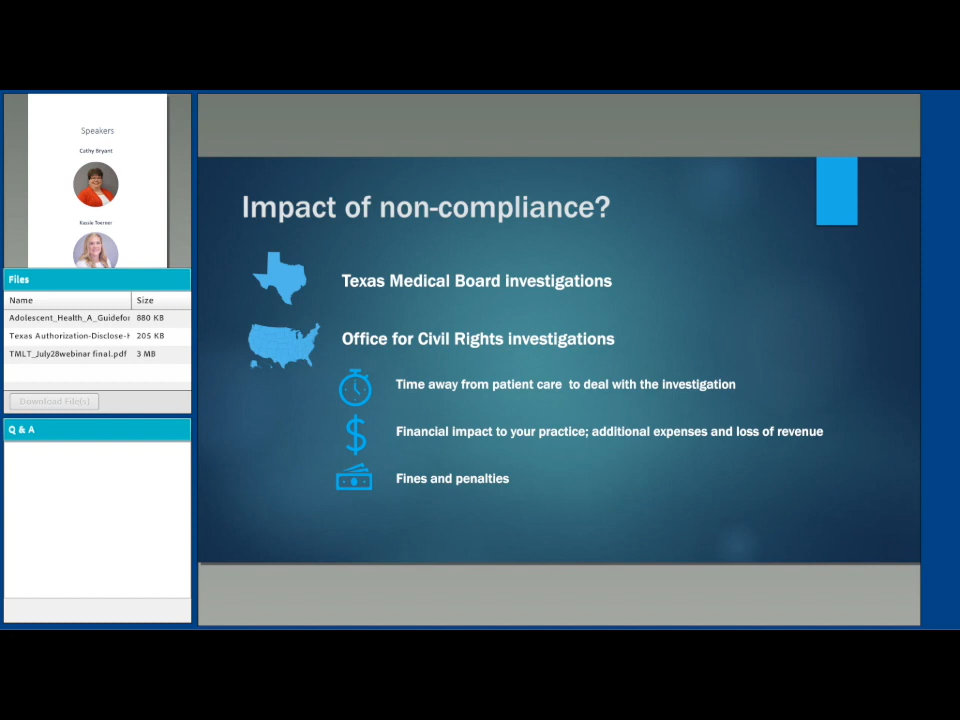 Speakers
Cathy Bryant
Kassie Toerner
Files
Name Size
Adolescent_Health_A_Guidefor 880 KB
Texas Authorization-Disclose-H 205 KB
TMLT_July28webinar final.pdf 3 MB
Download File(s)
Q & A
Impact of non-compliance?
Texas Medical Board investigations
Office for Civil Rights investigations
Time away from patient care to deal with the investigation
Financial impact to your practice; additional expenses and loss of revenue
Fines and penalties